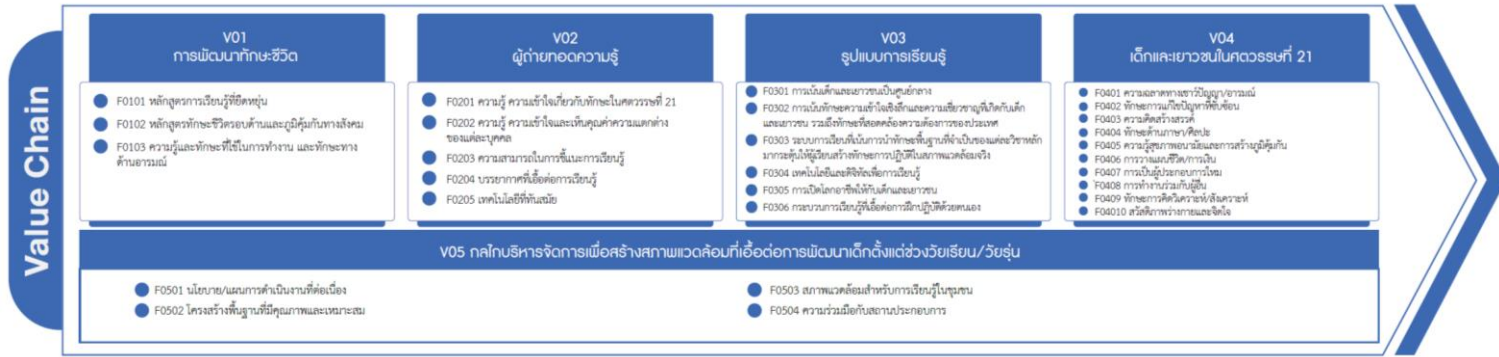 Value Chain
V01
การพัฒนาทักษะชีวิต
F0101 หลักสูตรการเรียนรู้ที่ยืดหยุ่น
F0102 หลักสูตรทักษะชีวิตรอบด้านและภูมิคุ้มกันทางสังคม
F0103 ความรู้และทักษะที่ใช้ในการทำงาน และทักษะทาง
ด้านอารมณ์
V02
ผู้ถ่ายทอดความรู้
F0201 ความรู้ ความเข้าใจเกี่ยวกับทักษะในศตวรรษที่ 21
F0202 ความรู้ ความเข้าใจและเห็นคุณค่าความแตกต่าง
ของแต่ละบุคคล
F0203 ความสามารถในการชี้แนะการเรียนรู้
F0204 บรรยากาศที่เอื้อต่อการเรียนรู้
F0205 เทคโนโลยีที่ทันสมัย
V03
รูปแบบการเรียนรู้
F0301 การเน้นเด็กและเยาวชนเป็นศูนย์กลาง
F0302 การเน้นทักษะความเข้าใจเชิงลึกและความเชี่ยวชาญที่เกิดกับเด็ก
และเยาวชน รวมถึงทักษะที่สอดคล้องความต้องการของประเทศ
F0303 ระบบการเรียนที่เน้นการนำทักษะพื้นฐานที่จำเป็นของแต่ละวิชาหลัก
มากระตุ้นให้ผู้เรียนสร้างทักษะการปฏิบัติในสภาพแวดล้อมจริง
F0304 เทคโนโลยีและดิจิทัลเพื่อการเรียนรู้
F0305 การเปิดโลกอาชีพให้กับเด็กและเยาวชน
F0306 กระบวนการเรียนรู้ที่เอื้อต่อการฝึกปฏิบัติด้วยตนเอง
V04
เด็กและเยาวชนในศตวรรษที่ 21
F0401 ความฉลาดทางเชาว์ปัญญา/อารมณ์
F0402 ทักษะการแก้ไขปัญหาที่ซับซ้อน
F0403 ความคิดสร้างสรรค์
F0404 ทักษะด้านภาษา/ศิลปะ
F0405 ความรู้สุขภาพอนามัยและการสร้างภูมิคุ้มกัน
F0406 การวางแผนชีวิต/การเงิน
F0407 การเป็นผู้ประกอบการใหม่
F0408 การทำงานร่วมกับผู้อื่น
F0409 ทักษะการคิดวิเคราะห์/สังเคราะห์
F04010 สวัสดิภาพร่างกายและจิตใจ
V05 กลไกบริหารจัดการเพื่อสร้างสภาพแวดล้อมที่เอื้อต่อการพัฒนาเด็กตั้งแต่ช่วงวัยเรียน/วัยรุ่น
F0501 นโยบาย/แผนการดำเนินงานที่ต่อเนื่อง
F0502 โครงสร้างพื้นฐานที่มีคุณภาพและเหมาะสม
F0503 สภาพแวดล้อมสำหรับการเรียนรู้ในชุมชน
F0504 ความร่วมมือกับสถานประกอบการ